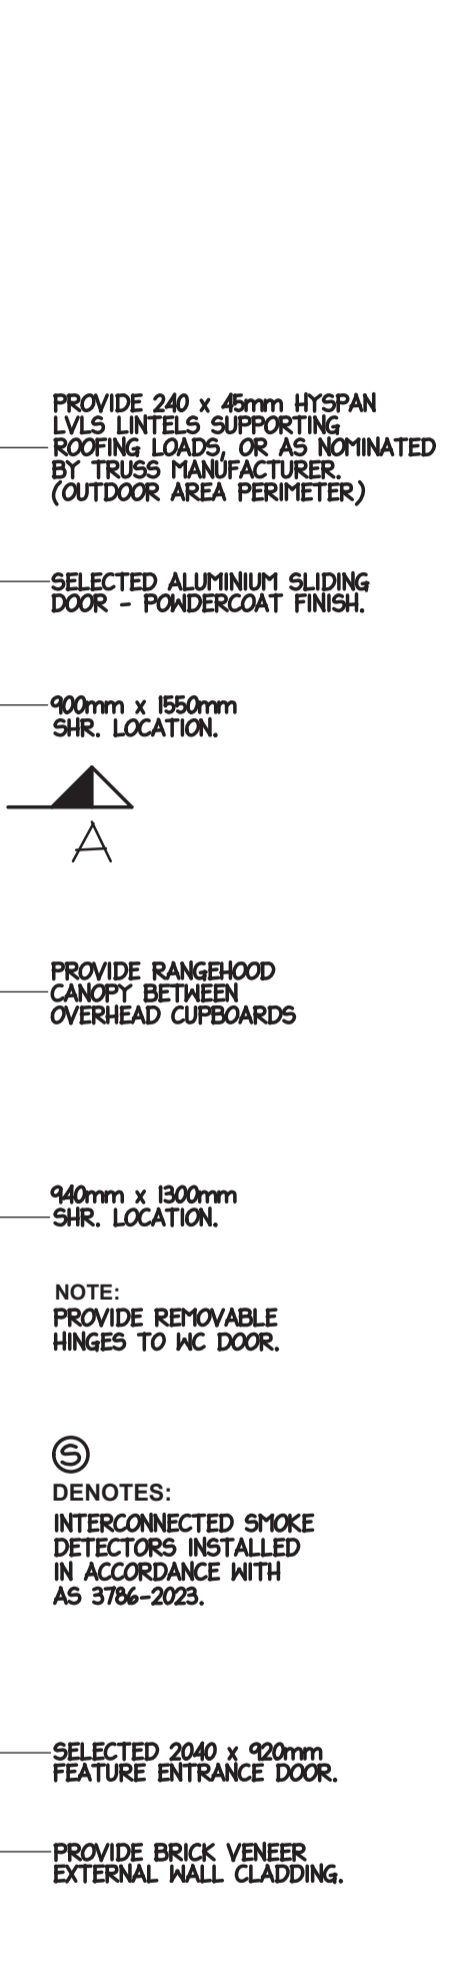 PROVIDE 240 x 45mm HYSPAN
LVLS LINTELS SUPPORTING
ROOFING LOADS, OR AS NOMINATED
BY TRUSS MANUFACTURER.
(OUTDOOR AREA PERIMETER)
SELECTED ALUMINIUM SLIDING
DOOR - POWDERCOAT FINISH.
900mm x 1550mm
SHR. LOCATION.
A
PROVIDE RANGEHOOD
CANOPY BETWEEN
OVERHEAD CUPBOARDS
940mm x 1300mm
SHR. LOCATION.
NOTE:
PROVIDE REMOVABLE
HINGES TO WC DOOR.
S
DENOTES:
INTERCONNECTED SMOKE
DETECTORS INSTALLED
IN ACCORDANCE WITH
AS 3786-2023.
SELECTED 2040 x 920mm
FEATURE ENTRANCE DOOR.
PROVIDE BRICK VENEER
EXTERNAL WALL CLADDING.